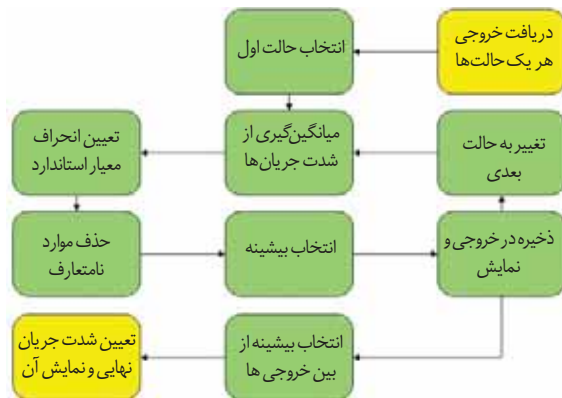 دریافت خروجی
هر یک حالت‌ها
انتخاب حالت اول
میانگین‌گیری از
شدت جریان‌ها
تعیین انحراف
معیار استاندارد
حذف موارد
نامتعارف
انتخاب بیشینه
ذخیره در خروجی و
نمایش
تغییر به حالت
بعدی
انتخاب بیشینه از
بین خروجی ها
تعیین شدت جریان
نهایی و نمایش آن